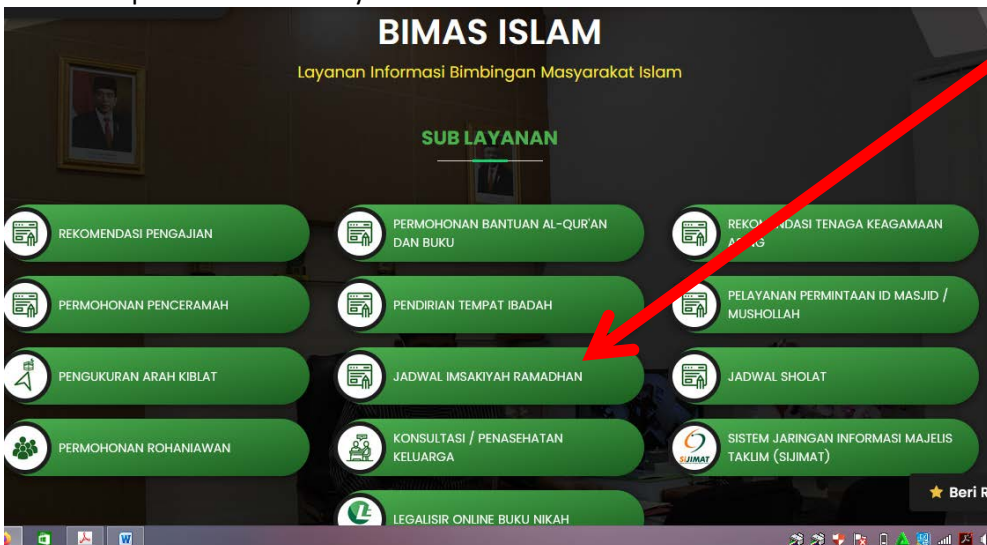 BIMAS ISLAM
Layanan Informasi Bimbingan Masyarakat Islam
SUB LAYANAN
REKOMENDASI PENGAJIAN
PERMOHONAN BANTUAN AL-QUR'AN
DAN BUKU
REKOMENDASI TENAGA KEAGAMAAN
PERMOHONAN PENCERAMAH
PENDIRIAN TEMPAT IBADAH
PELAYANAN PERMINTAAN ID MASJID /
MUSHOLLAH
PENGUKURAN ARAH KIBLAT
JADWAL IMSAKIYAH RAMADHAN
JADWAL SHOLAT
PERMOHONAN ROHANIAWAN
KONSULTASI / PENASEHATAN
KELUARGA
SIJIMAT
SISTEM JARINGAN INFORMASI MAJELIS
TAKLIM (SIJIMAT)
Beri R
LEGALISIR ONLINE BUKU NIKAH